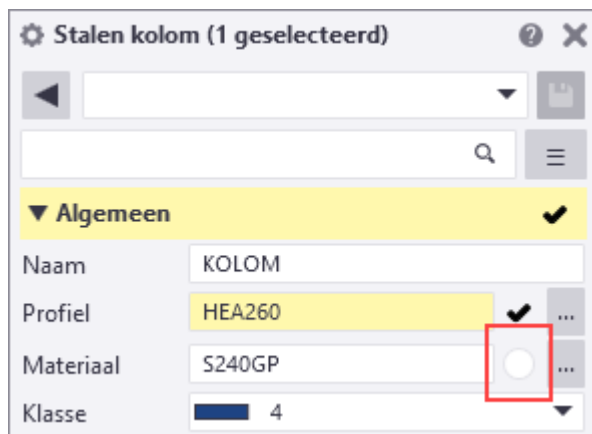 Stalen kolom (1 geselecteerd)
Algemeen
Naam KOLOM
Profiel HEA260 ...
Materiaal S240GP ...
Klasse 4